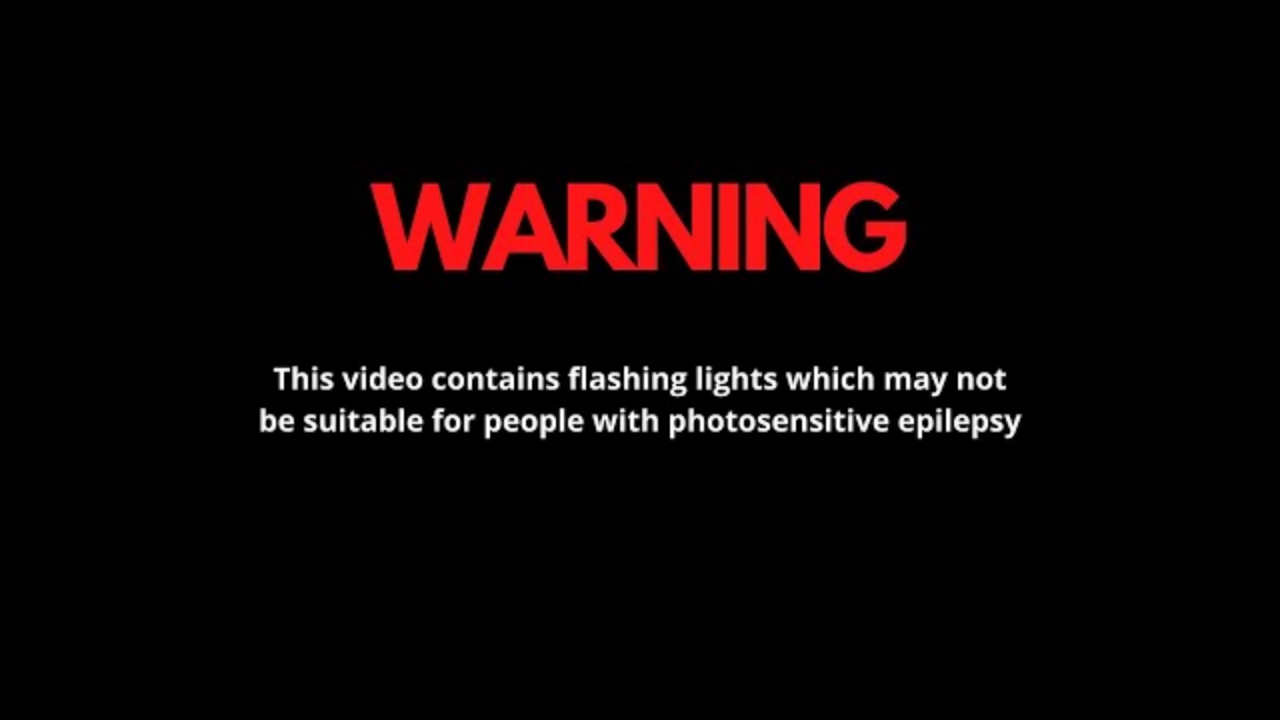 WARNING
This video contains flashing lights which may not
be suitable for people with photosensitive epilepsy